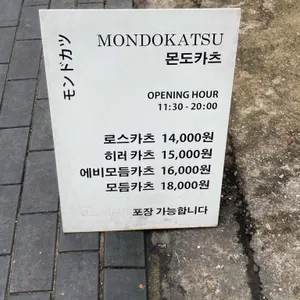 モンドカツ
MONDOKATSU
몬도카츠
OPENING HOUR
11:30 - 20:00
로스카츠 14,000원
히러카츠 15,000원
에비모듬카츠 16,000원
모듬카츠 18,000원
포장 가능합니다